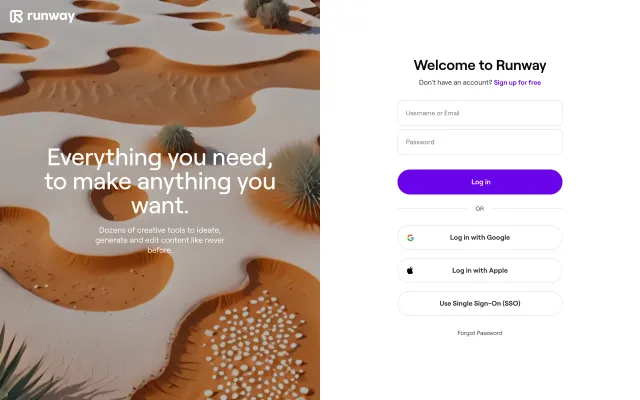 runway
Everything you need,
to make anything you
want.
Dozens of creative tools to ideate,
generate and edit content like never
before.
Welcome to Runway
Don't have an account? Sign up for free
Username or Email
Password
Log in
OR
Log in with Google
Log in with Apple
Use Single Sign-On (SSO)
Forgot Password